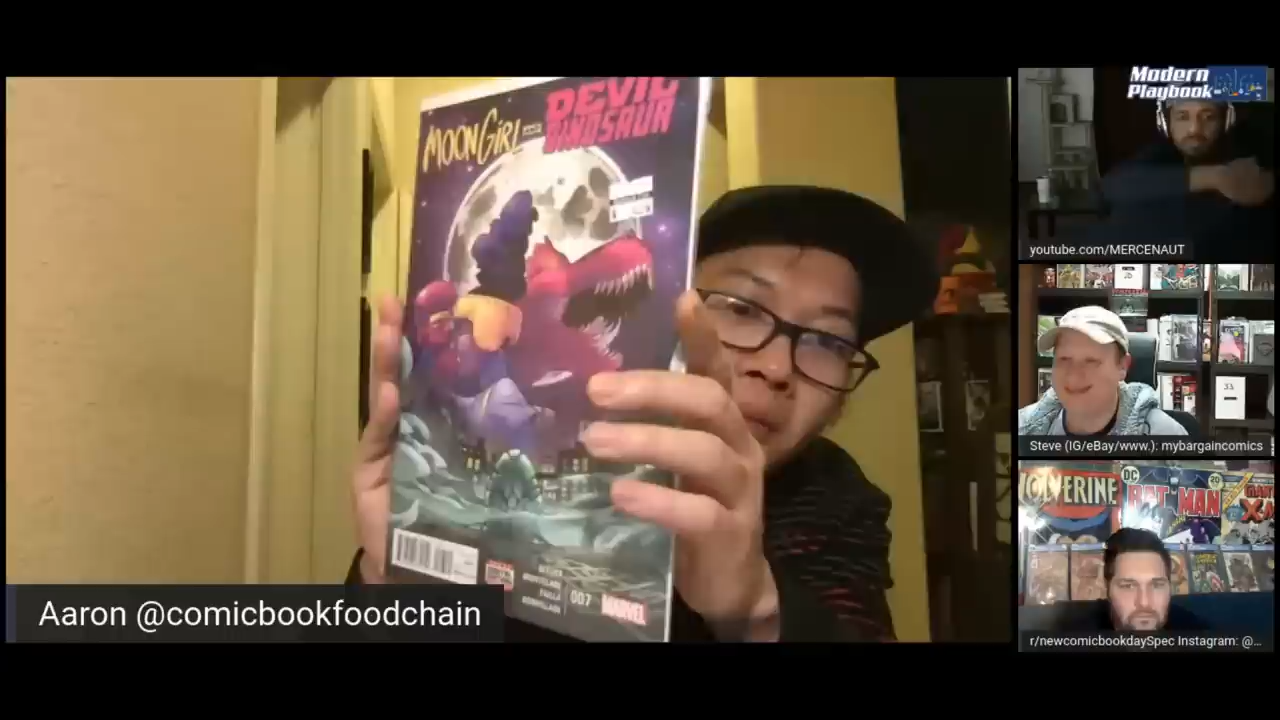 MOON GIRL AND DEVIL
DINOSAUR
007
MARVEL
Aaron @comicbookfoodchain
Modern
Playbook
youtube.com/MERCENAUT
Steve (IG/eBay/www.): mybargaincomics
WOLVERINE
DC
BATMAN
r/newcomicbookdaySpec Instagram: @...